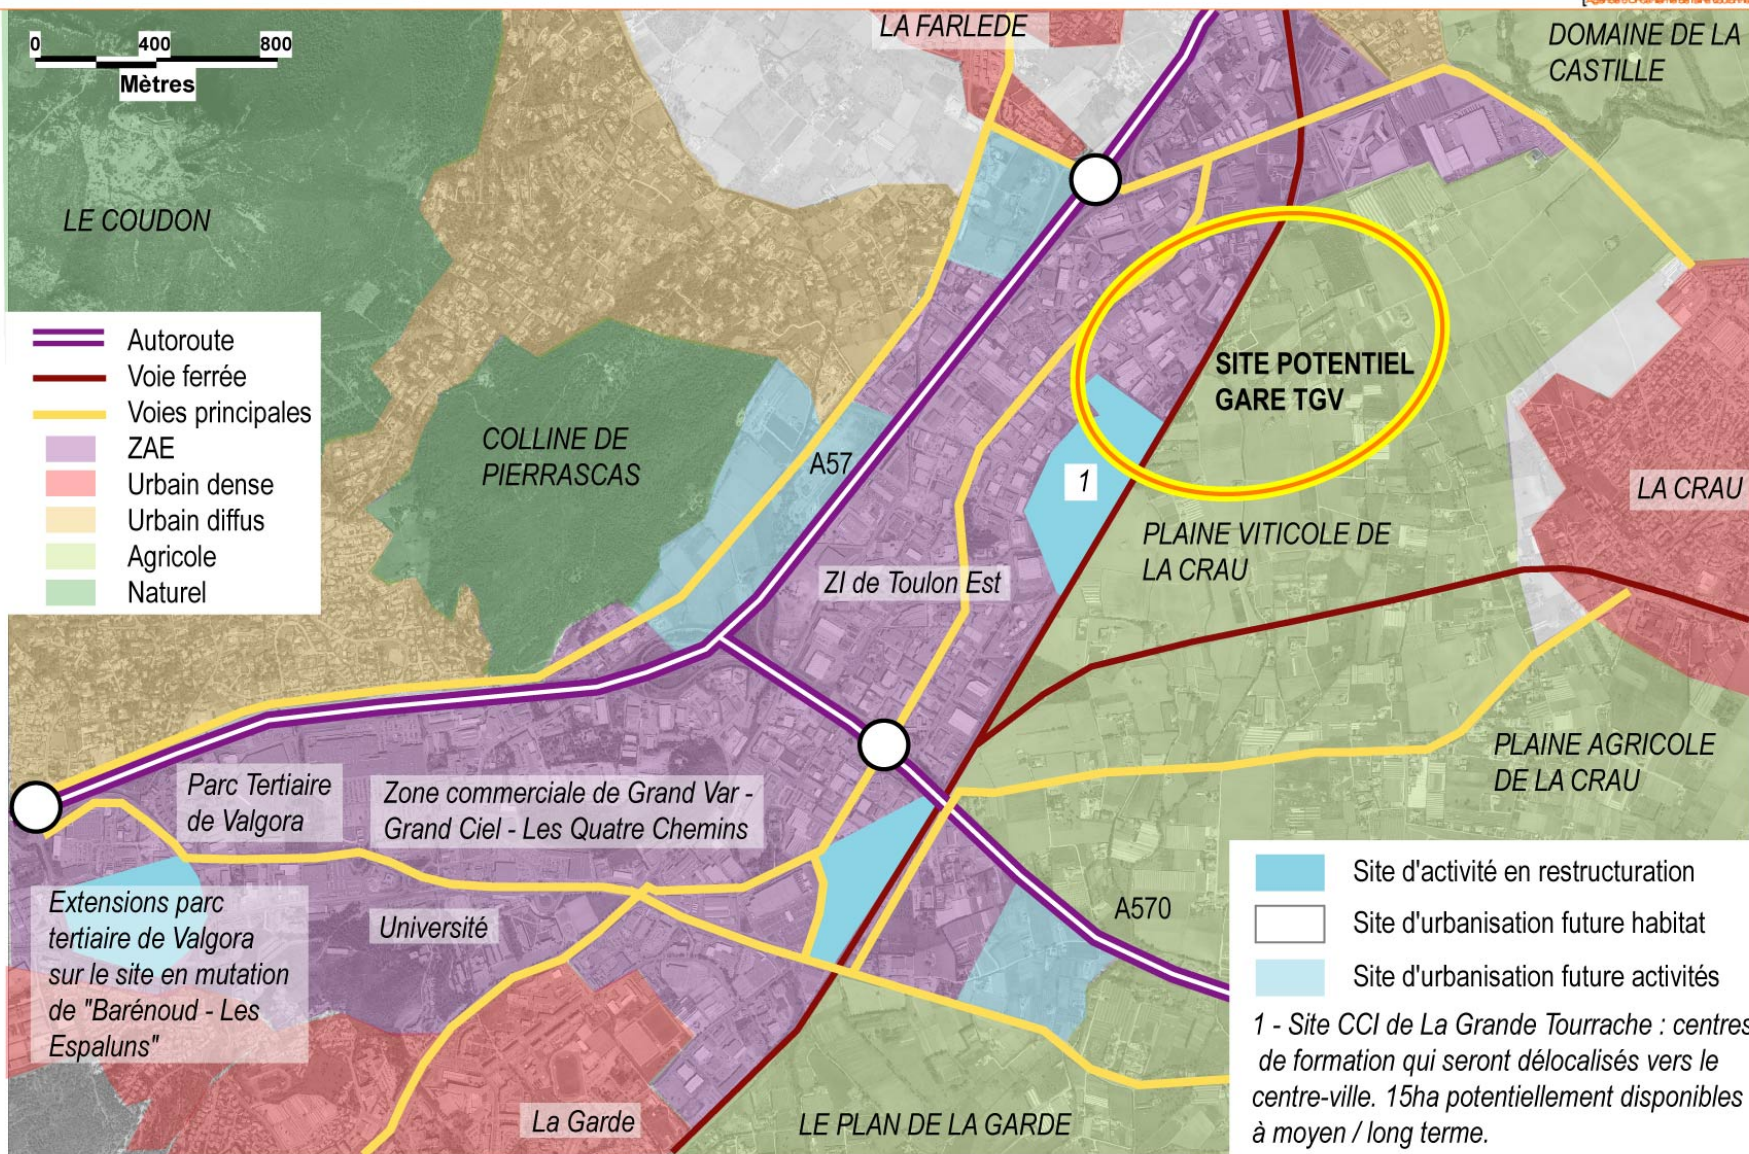 LA FARLEDE
DOMAINE DE LA
CASTILLE
0 400 800
Mètres
LE COUDON
Autoroute
Voie ferrée
Voies principales
ZAE
Urbain dense
Urbain diffus
Agricole
Naturel
COLLINE DE
PIERRASCAS
A57
SITE POTENTIEL
GARE TGV
1
LA CRAU
PLAINE VITICOLE DE
LA CRAU
ZI de Toulon Est
PLAINE AGRICOLE
DE LA CRAU
Parc Tertiaire
de Valgora
Zone commerciale de Grand Var -
Grand Ciel - Les Quatre Chemins
Extensions parc
tertiaire de Valgora
sur le site en mutation
de "Barénoud - Les
Espaluns"
Université
A570
La Garde
LE PLAN DE LA GARDE
Site d'activité en restructuration
Site d'urbanisation future habitat
Site d'urbanisation future activités
1 - Site CCI de La Grande Tourrache : centres
de formation qui seront délocalisés vers le
centre-ville. 15ha potentiellement disponibles
à moyen / long terme.